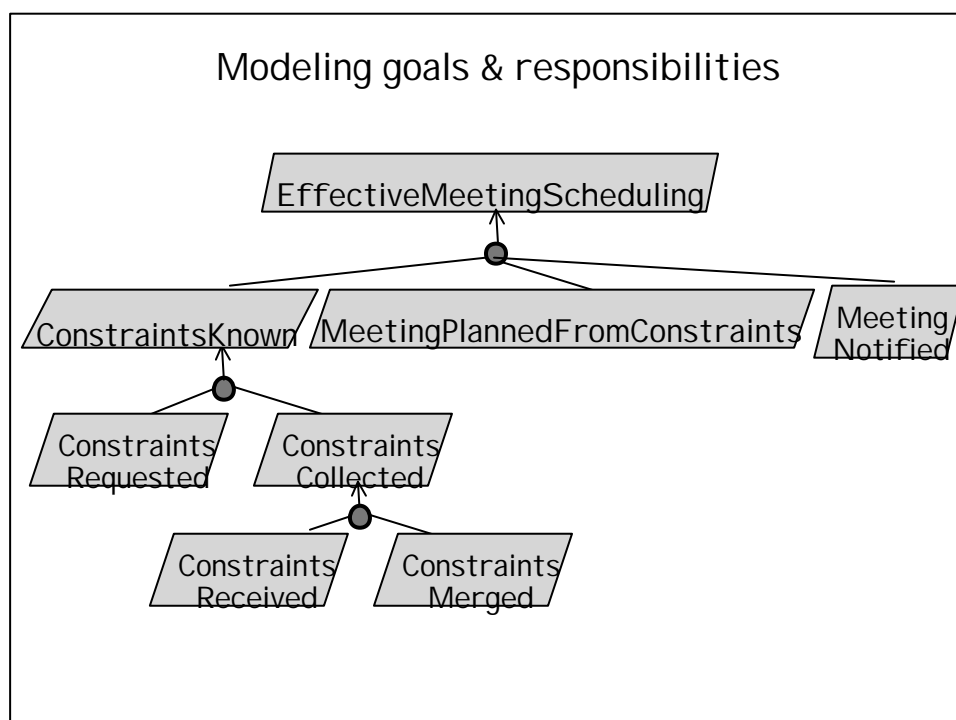 Modeling goals & responsibilities
EffectiveMeetingScheduling
ConstraintsKnown
MeetingPlannedFromConstraints
Meeting
Notified
Constraints
Requested
Constraints
Collected
Constraints
Received
Constraints
Merged